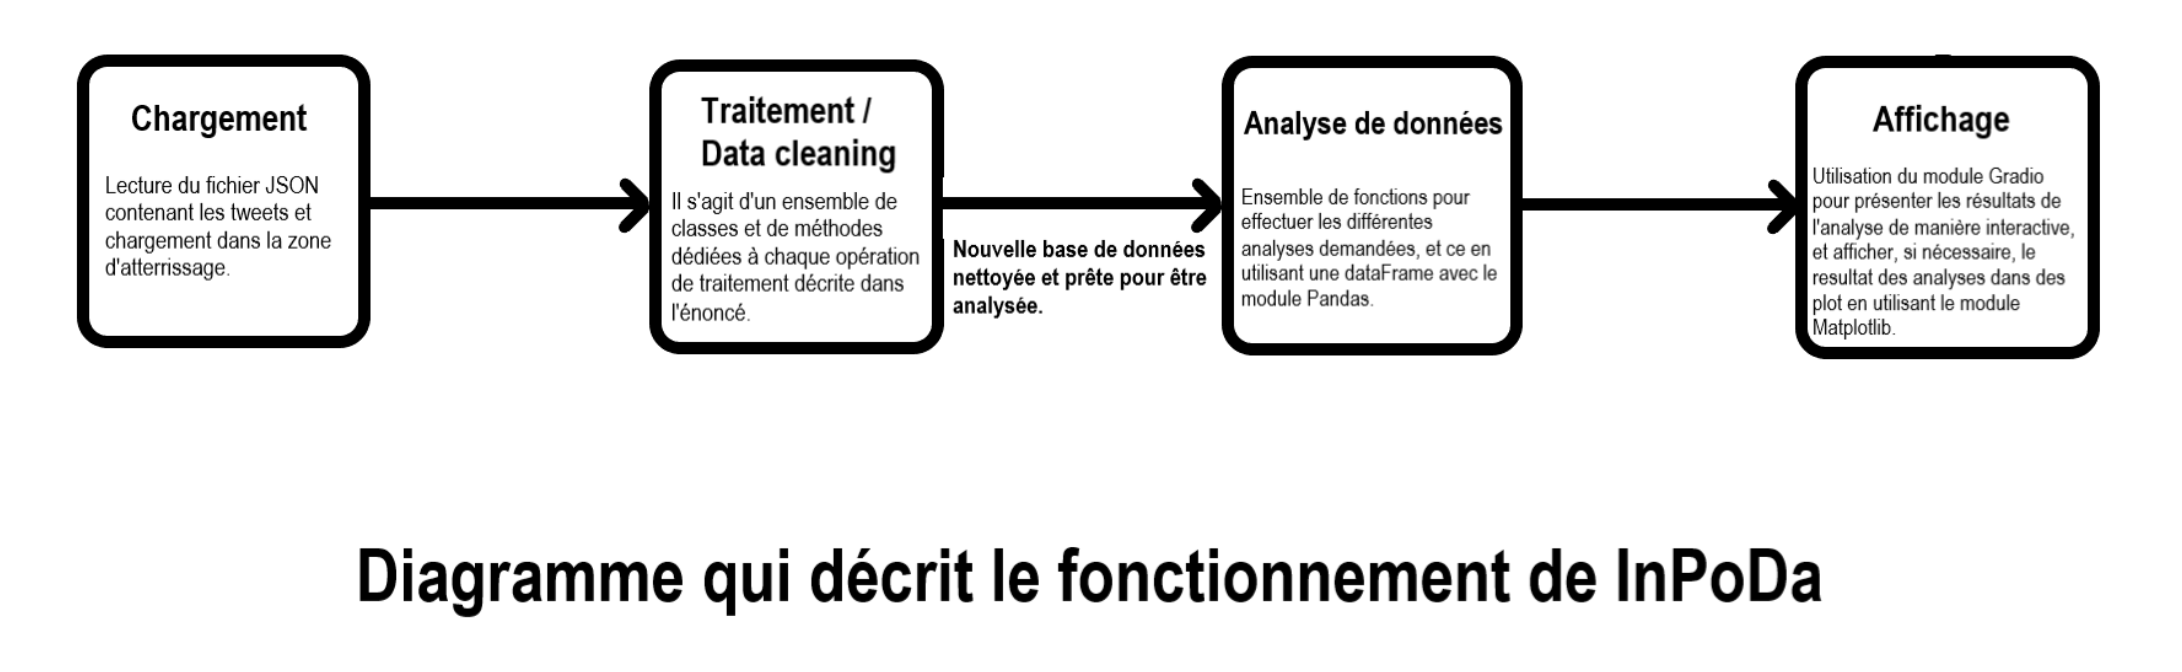 Chargement
Lecture du fichier JSON
contenant les tweets et
chargement dans la zone
d'atterrissage.
Traitement /
Data cleaning
Il s'agit d'un ensemble de
classes et de méthodes
dédiées à chaque opération
de traitement décrite dans
l'énoncé.
Nouvelle base de données
nettoyée et prête pour être
analysée.
Analyse de données
Ensemble de fonctions pour
effectuer les différentes
analyses demandées, et ce en
utilisant une dataFrame avec le
module Pandas.
Affichage
Utilisation du module Gradio
pour présenter les résultats de
l'analyse de manière interactive,
et afficher, si nécessaire, le
resultat des analyses dans des
plot en utilisant le module
Matplotlib.
Diagramme qui décrit le fonctionnement de InPoDa